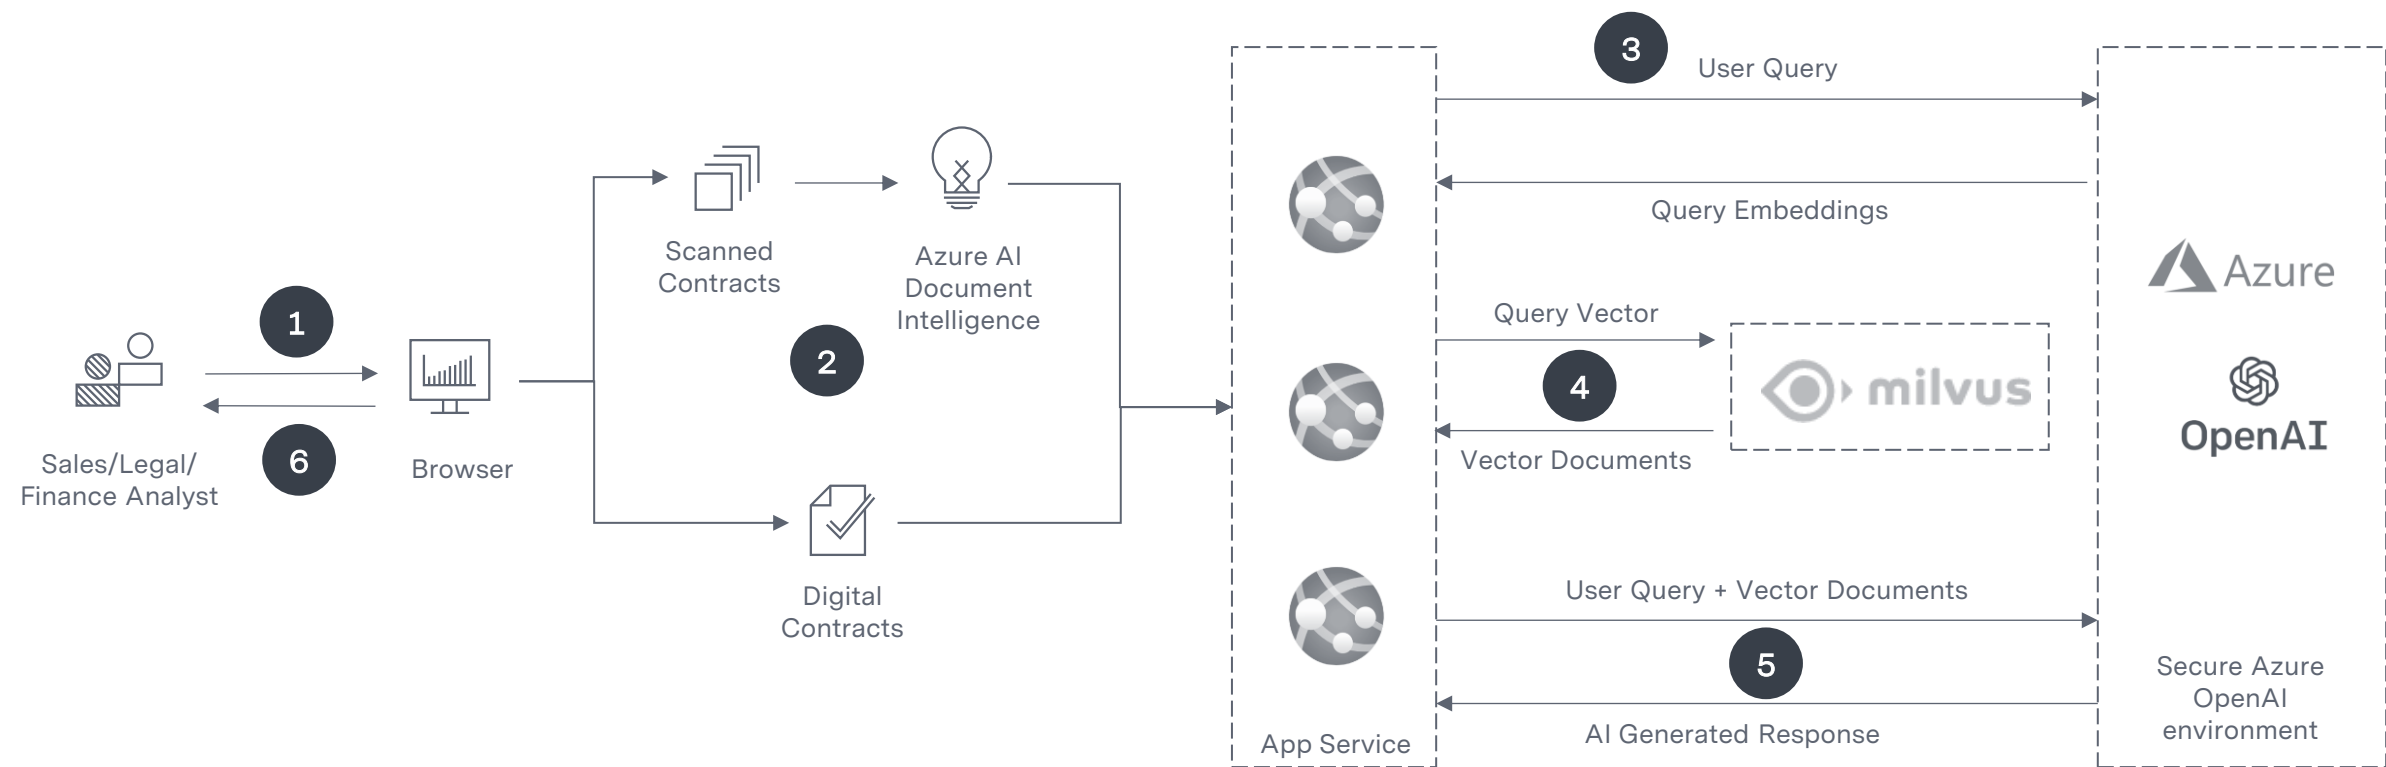 1
Sales/Legal/
Finance Analyst
6
Browser
Scanned
Contracts
Azure AI
Document
Intelligence
2
Digital
Contracts
App Service
3
User Query
Query Embeddings
Query Vector
4
Vector Documents
milvus
User Query + Vector Documents
5
AI Generated Response
Azure
OpenAI
Secure Azure
OpenAI
environment